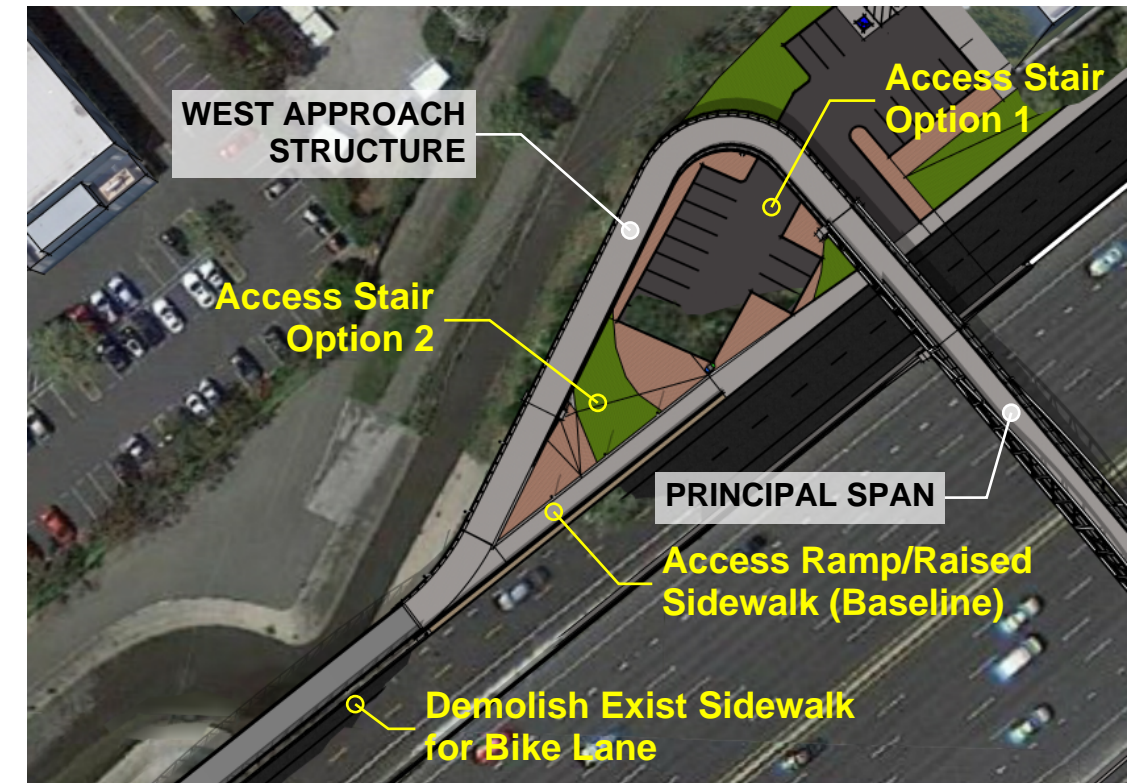 Access Stair
Option 1
WEST APPROACH
STRUCTURE
Access Stair
Option 2
PRINCIPAL SPAN
Access Ramp/Raised
Sidewalk (Baseline)
Demolish Exist Sidewalk
for Bike Lane